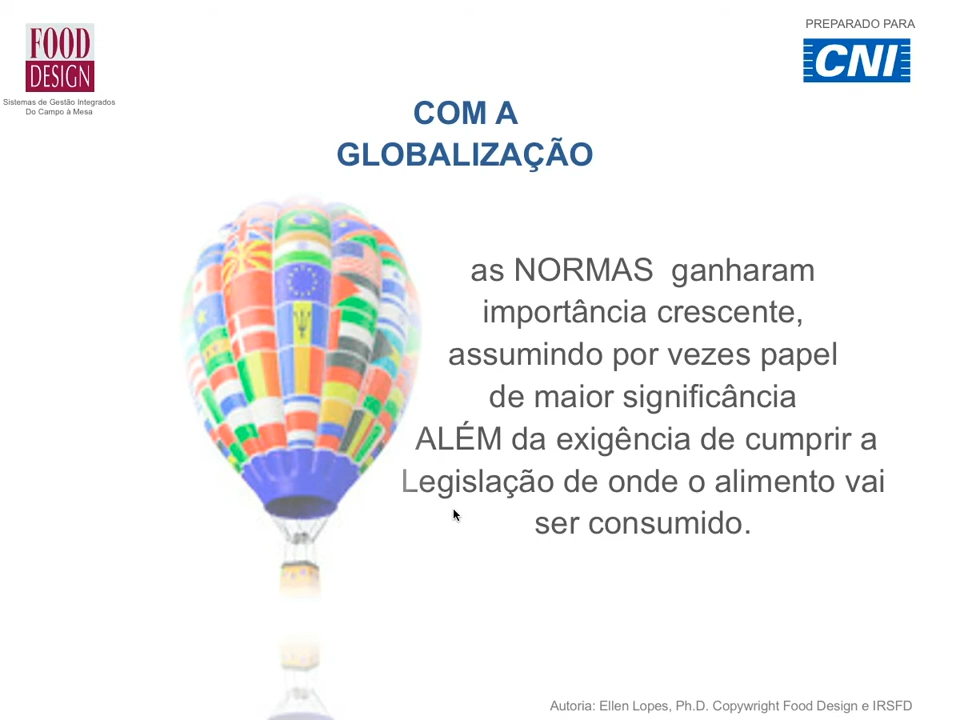 FOOD
DESIGN
Sistemas de Gestão Integrados
Do Campo à Mesa
PREPARADO PARA
CNI
COM A
GLOBALIZAÇÃO
as NORMAS ganharam
importância crescente,
assumindo por vezes papel
de maior significância
ALÉM da exigência de cumprir a
Legislação de onde o alimento vai
ser consumido.
Autoria: Ellen Lopes, Ph.D. Copywright Food Design e IRSFD